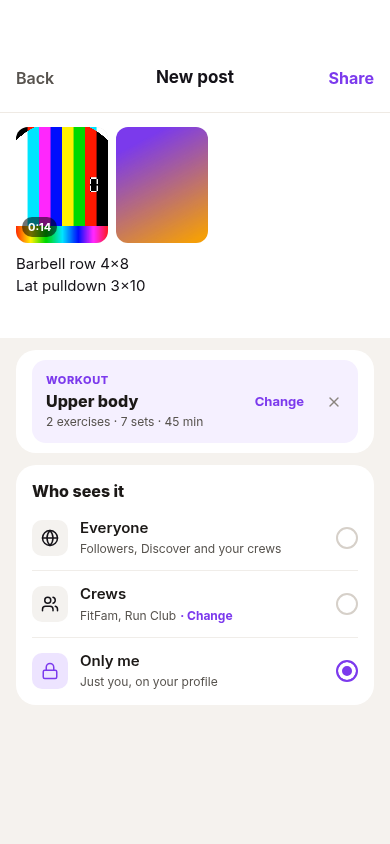 Back
New post
Share
0:14
Barbell row 4×8
Lat pulldown 3×10
WORKOUT
Upper body
Change
2 exercises · 7 sets · 45 min
Who sees it
Everyone
Followers, Discover and your crews
Crews
FitFam, Run Club · Change
Only me
Just you, on your profile